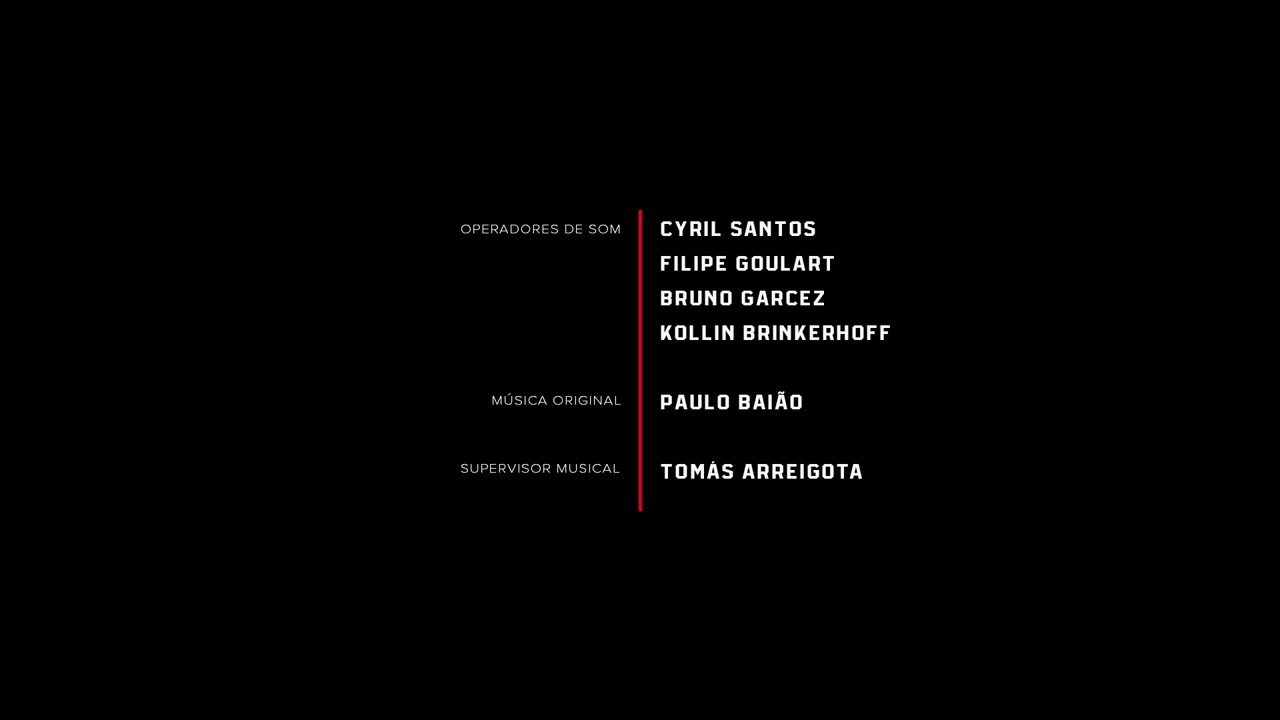 OPERADORES DE SOM CYRIL SANTOS
FILIPE GOULART
BRUNO GARCEZ
KOLLIN BRINKERHOFF
MÚSICA ORIGINAL PAULO BAIÃO
SUPERVISOR MUSICAL TOMÁS ARREIGOTA